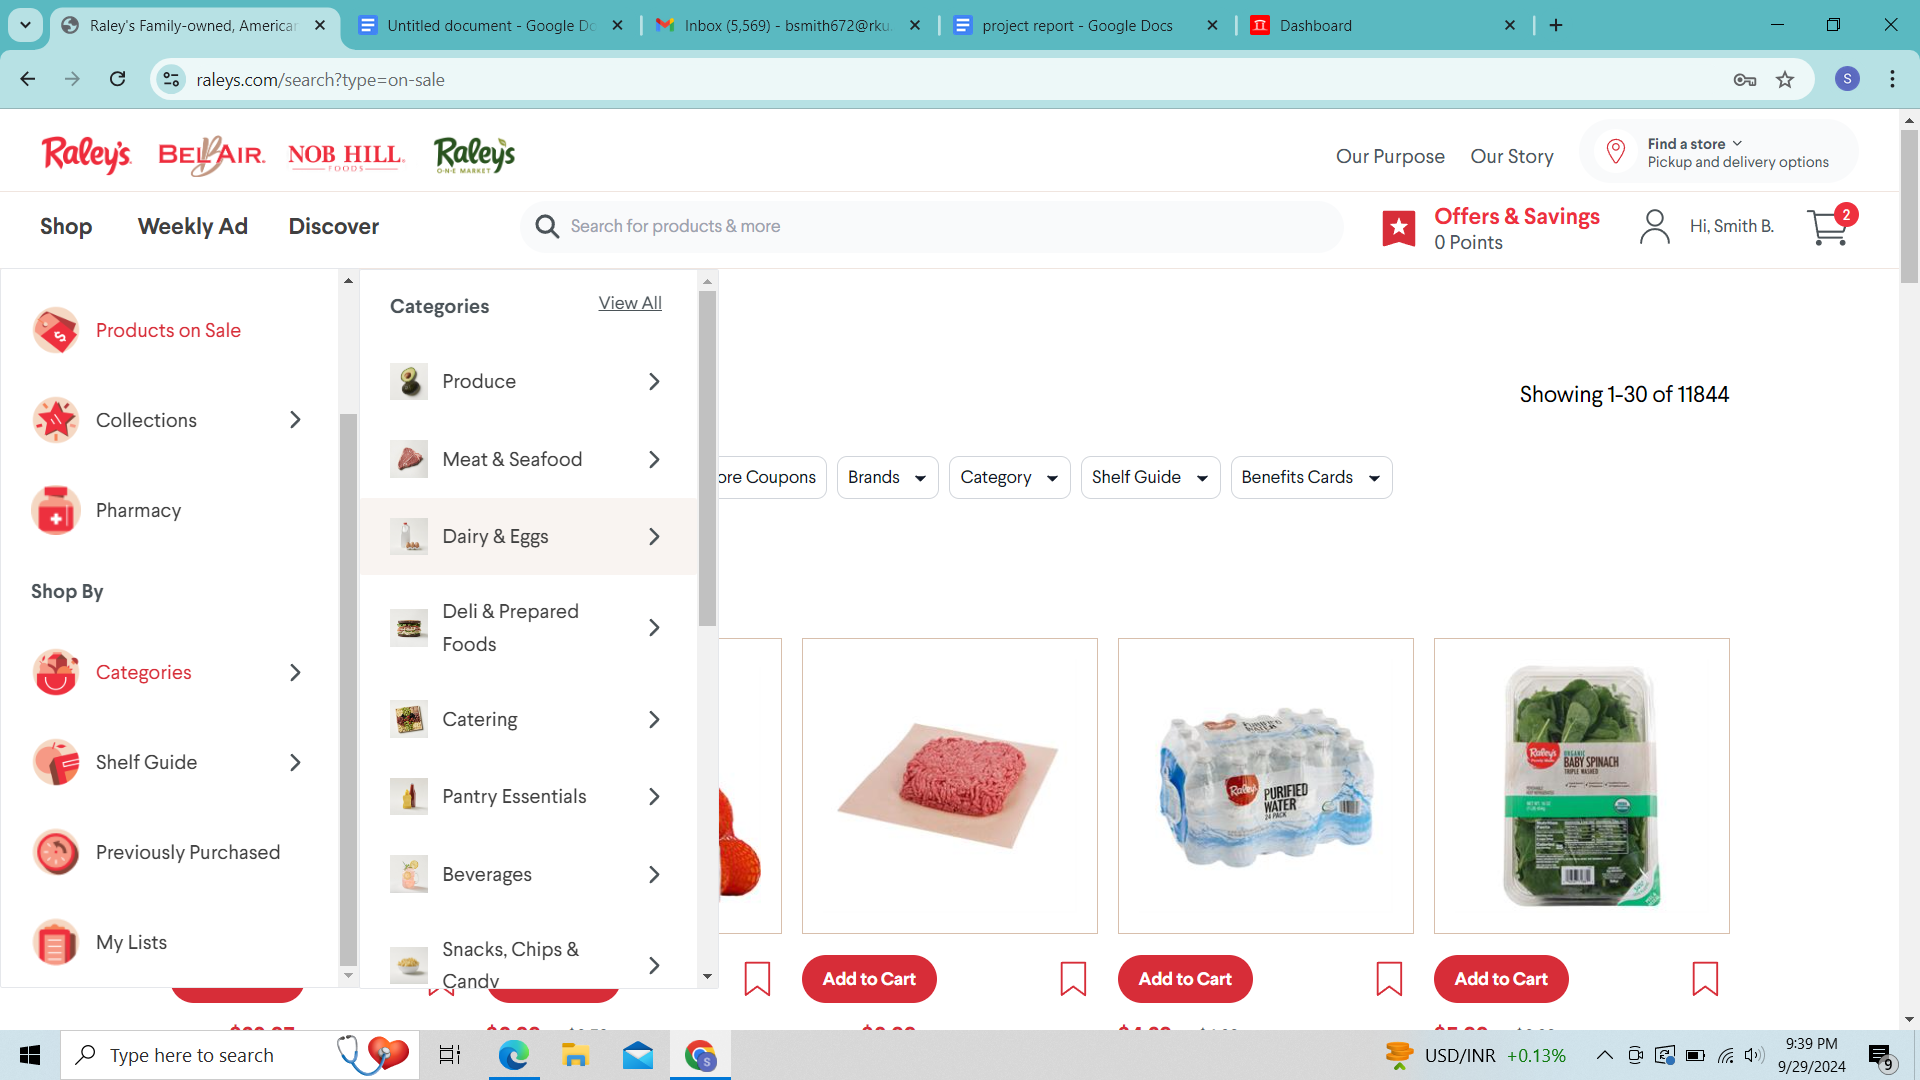 Raley's Family-owned, American
Untitled document - Google Do
Inbox (5,569) - bsmith672@rku.
project report - Google Docs
Dashboard
raleys.com/search?type=on-sale
S
Raley's.
BEL AIR.
NOB HILL
FOODS
Raley's
O-N-E MARKET
Our Purpose
Our Story
Find a store
Pickup and delivery options
Shop
Weekly Ad
Discover
Search for products & more
Offers & Savings
0 Points
Hi, Smith B.
2
Products on Sale
Collections
Pharmacy
Shop By
Categories
Shelf Guide
Previously Purchased
My Lists
Categories
View All
Produce
Meat & Seafood
Dairy & Eggs
Deli & Prepared
Foods
Catering
Pantry Essentials
Beverages
Snacks, Chips &
Candy
Showing 1-30 of 11844
ore Coupons
Brands
Category
Shelf Guide
Benefits Cards
Raley's
PURIFIED
WATER
24 PACK
Raley's
ORGANIC
BABY SPINACH
TRIPLE WASHED
Add to Cart
Add to Cart
Add to Cart
Type here to search
USD/INR +0.13%
9:39 PM
9/29/2024
9